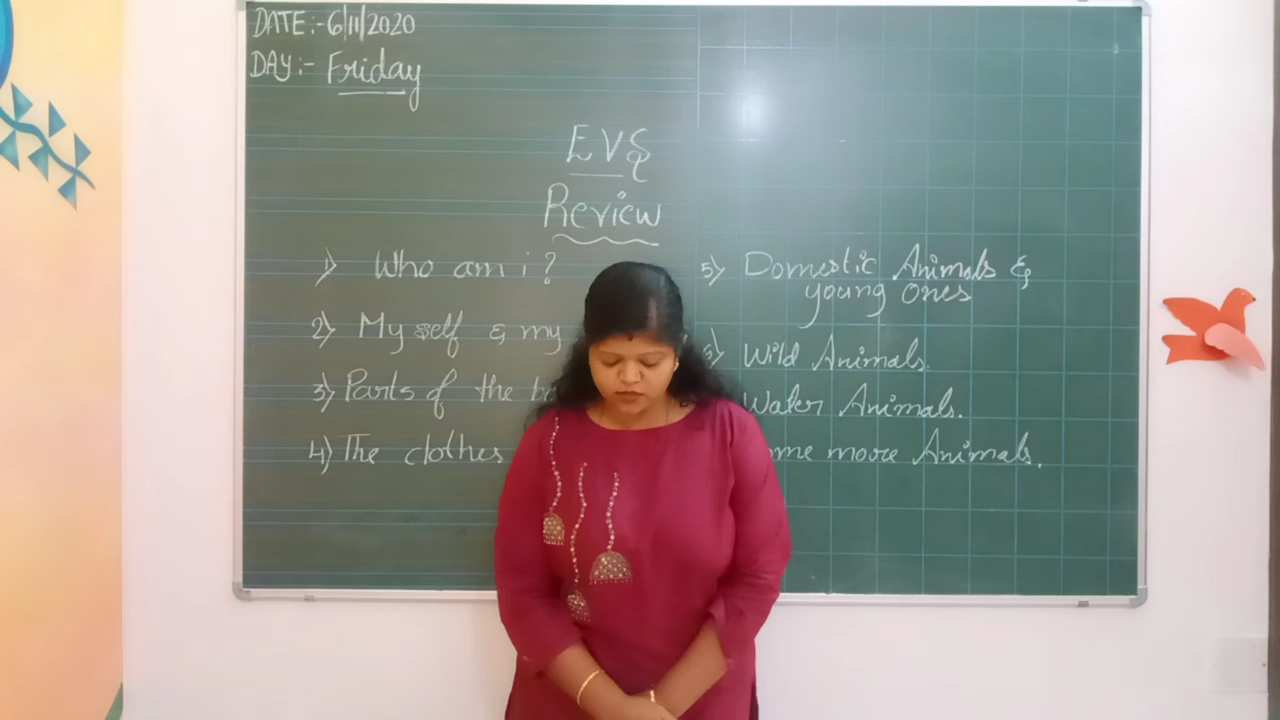 DATE:- 6/11/2020
DAY:- Friday
EVS
Review
1) Who am i?
2) My self & my
3) Parts of the
4) The clothes
5) Domestic Animals &
young ones
6) Wild Animals.
Water Animals.
more Animals.